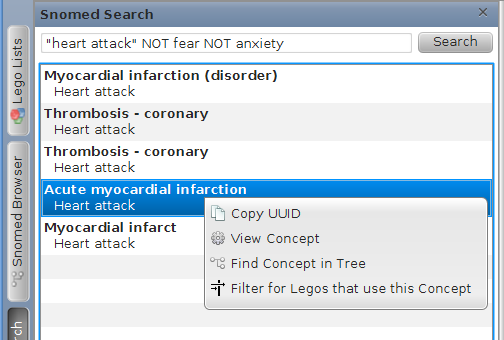 Snomed Search
"heart attack" NOT fear NOT anxiety
Search
Lego Lists
Snomed Browser
Myocardial infarction (disorder)
Heart attack
Thrombosis - coronary
Heart attack
Thrombosis - coronary
Heart attack
Acute myocardial infarction
Heart attack
Myocardial infarct
Heart attack
Copy UUID
View Concept
Find Concept in Tree
Filter for Legos that use this Concept